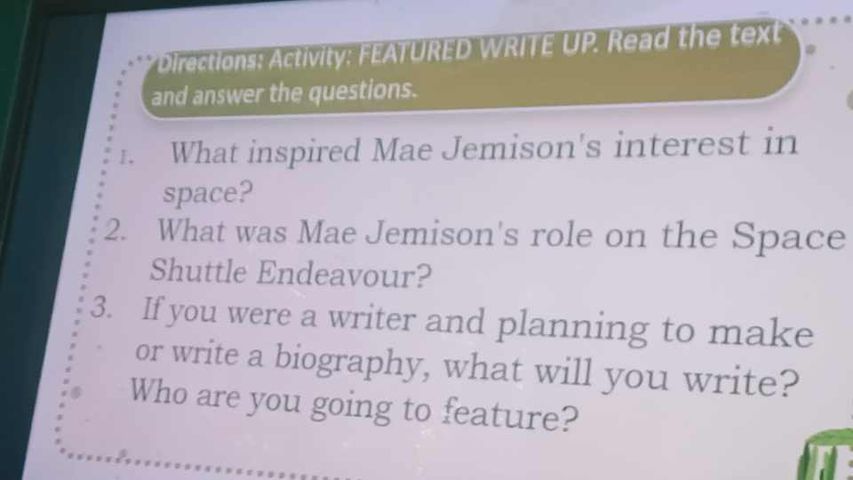 Directions: Activity: FEATURED WRITE UP. Read the text
and answer the questions.
1. What inspired Mae Jemison's interest in
space?
2. What was Mae Jemison's role on the Space
Shuttle Endeavour?
3. If you were a writer and planning to make
or write a biography, what will you write?
Who are you going to feature?